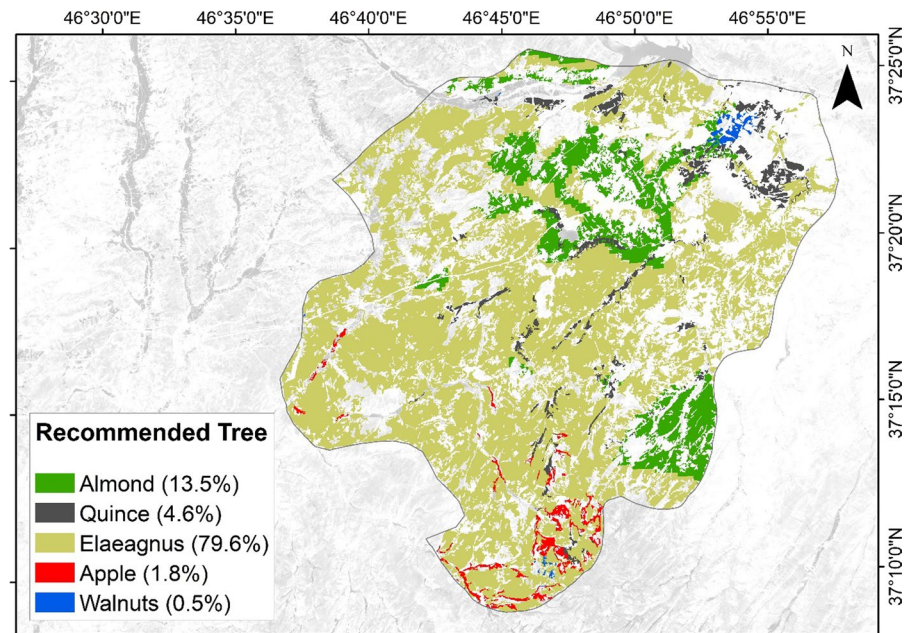 46°30'0"E 46°35'0"E 46°40'0"E 46°45'0"E 46°50'0"E 46°55'0"E
N
37°25'0"N
37°20'0"N
37°15'0"N
37°10'0"N
Recommended Tree
Almond (13.5%)
Quince (4.6%)
Elaeagnus (79.6%)
Apple (1.8%)
Walnuts (0.5%)